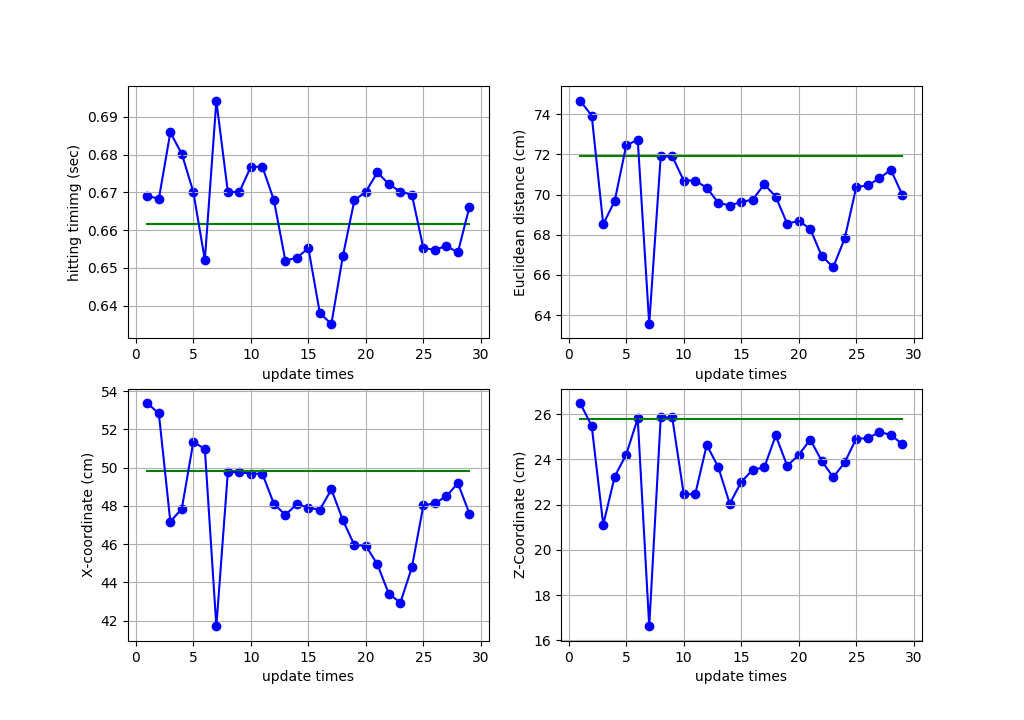 0.69
0.68
0.67
0.66
0.65
0.64
hitting timimg (sec)
0 5 10 15 20 25 30
update times
74
72
70
68
66
64
Euclidean distance (cm)
0 5 10 15 20 25 30
update times
54
52
50
48
46
44
42
X-coordinate (cm)
0 5 10 15 20 25 30
update times
26
24
22
20
18
16
Z-Coordinate (cm)
0 5 10 15 20 25 30
update times